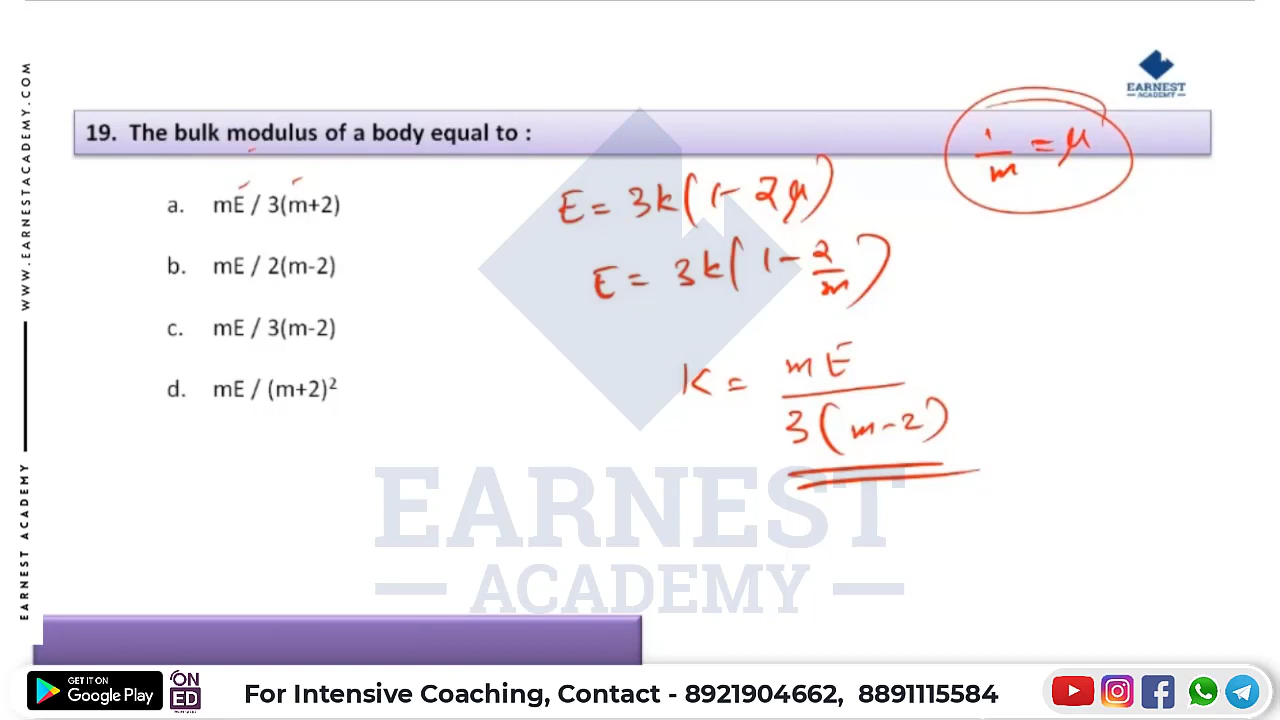 WWW.EARNESTACADEMY.COM
EARNEST ACADEMY
EARNEST
ACADEMY
19. The bulk modulus of a body equal to :
1/m = μ
a. mE / 3(m+2)
b. mE / 2(m-2)
c. mE / 3(m-2)
d. mE / (m+2)²
E = 3k(1 - 2μ)
E = 3k(1 - 2/m)
K = mE / 3(m-2)
EARNEST
ACADEMY
GET IT ON
Google Play
ON
ED
For Intensive Coaching, Contact - 8921904662, 8891115584